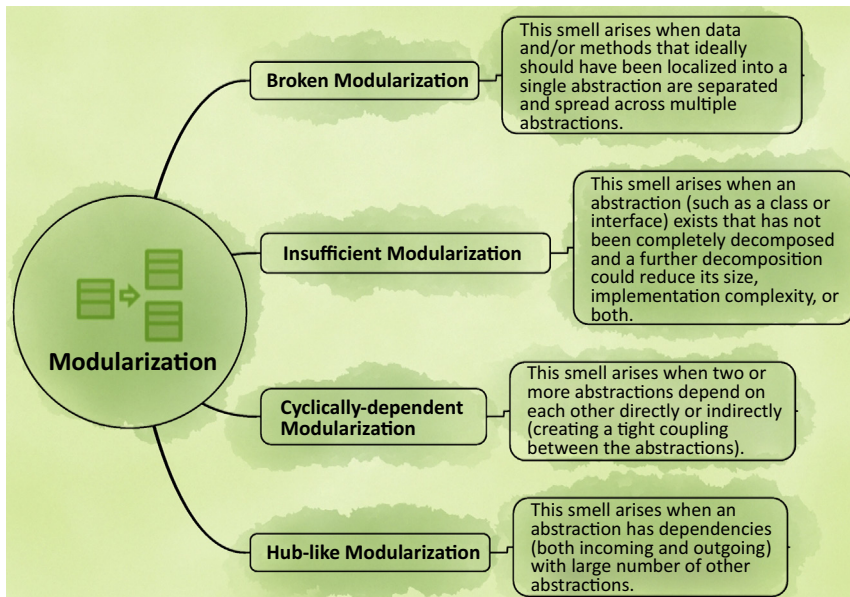 Modularization
Broken Modularization
This smell arises when data
and/or methods that ideally
should have been localized into a
single abstraction are separated
and spread across multiple
abstractions.
Insufficient Modularization
This smell arises when an
abstraction (such as a class or
interface) exists that has not
been completely decomposed
and a further decomposition
could reduce its size,
implementation complexity, or
both.
Cyclically-dependent
Modularization
This smell arises when two or
more abstractions depend on
each other directly or indirectly
(creating a tight coupling
between the abstractions).
Hub-like Modularization
This smell arises when an
abstraction has dependencies
(both incoming and outgoing)
with large number of other
abstractions.